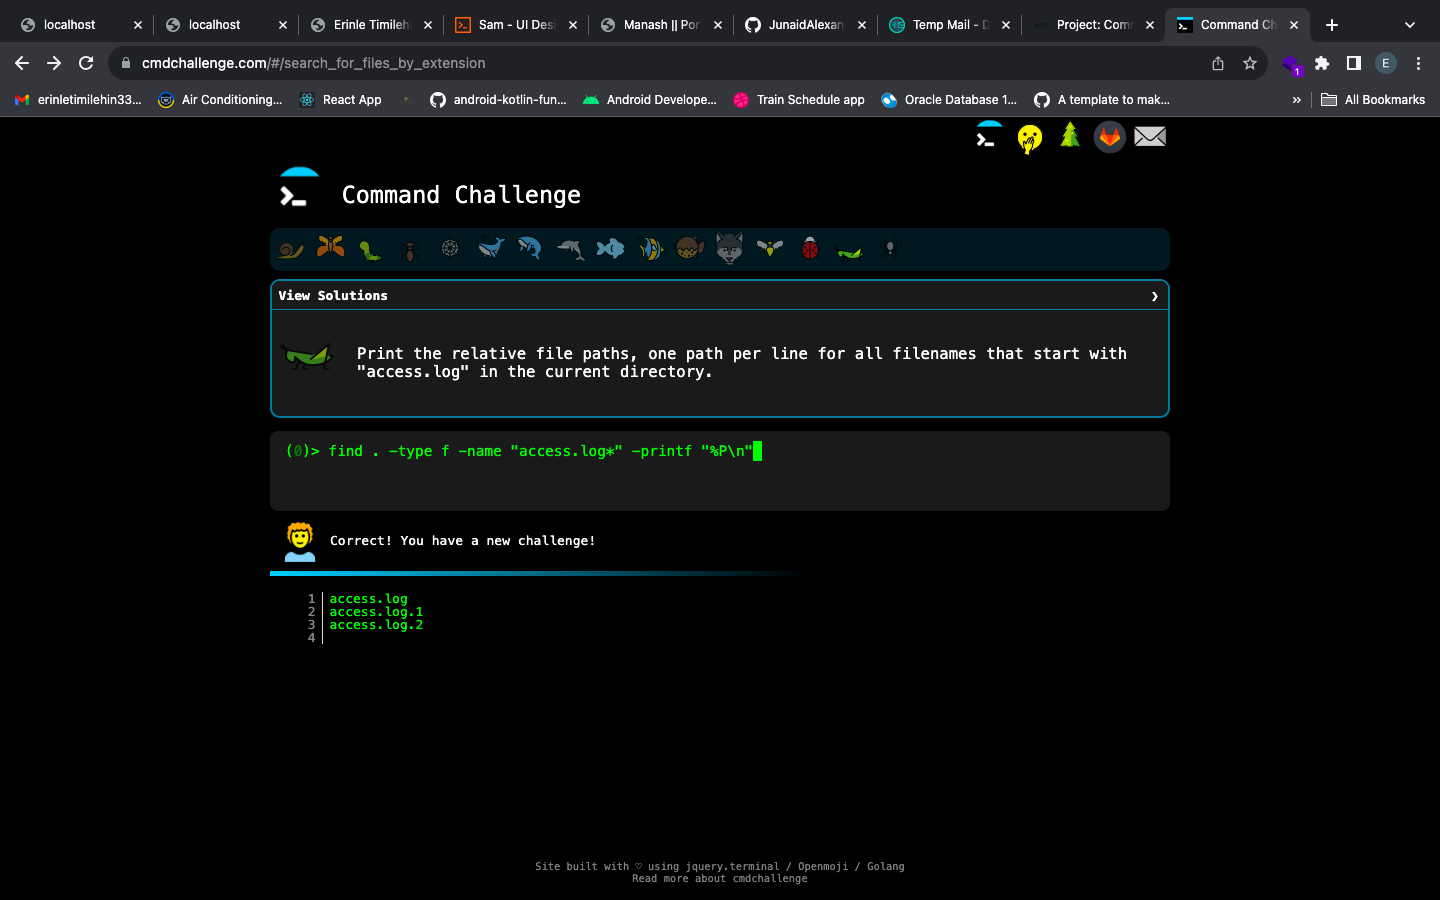 localhost
localhost
Erinle Timileh
Sam - UI Desi
Manash || Por
JunaidAlexan
Temp Mail - D
Project: Com
Command Ch
cmdchallenge.com/#/search_for_files_by_extension
1
E
erinletimilehin33...
Air Conditioning...
React App
android-kotlin-fun...
Android Develope...
Train Schedule app
Oracle Database 1...
A template to mak...
»
All Bookmarks
Command Challenge
View Solutions
Print the relative file paths, one path per line for all filenames that start with
"access.log" in the current directory.
(0)> find . -type f -name "access.log*" -printf "%P\n"
Correct! You have a new challenge!
1 access.log
2 access.log.1
3 access.log.2
4
Site built with ♡ using jquery.terminal / Openmoji / Golang
Read more about cmdchallenge